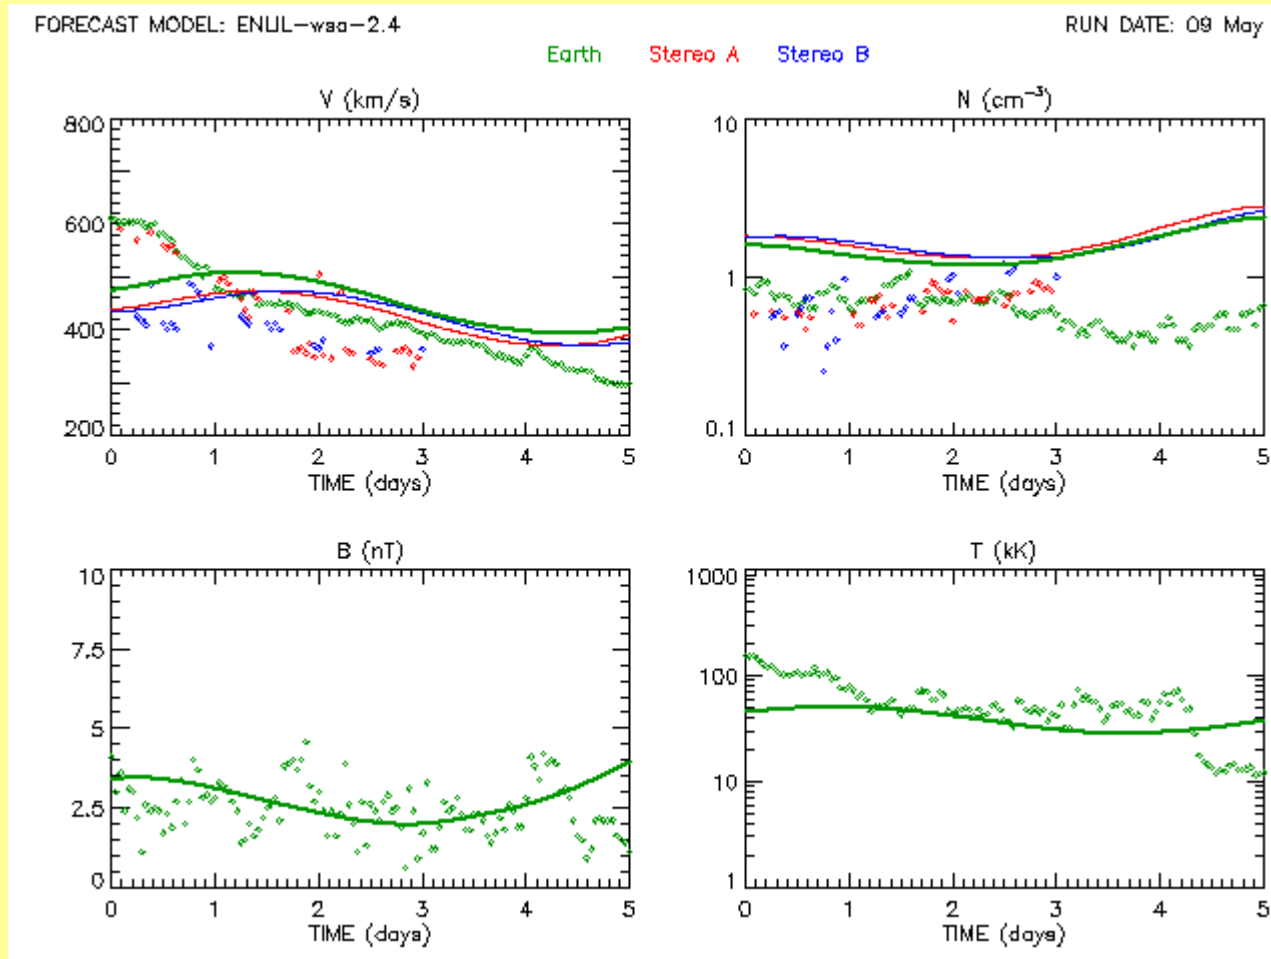 FORECAST MODEL: ENLIL-wsa-2.4 RUN DATE: 09 May
Earth Stereo A Stereo B
V (km/s) N (cm⁻³)
800 10
600
400 1
200 0.1
0 1 2 3 4 5 0 1 2 3 4 5
TIME (days) TIME (days)
B (nT) T (kK)
10 1000
7.5
100
5
10
2.5
0 1
0 1 2 3 4 5 0 1 2 3 4 5
TIME (days) TIME (days)